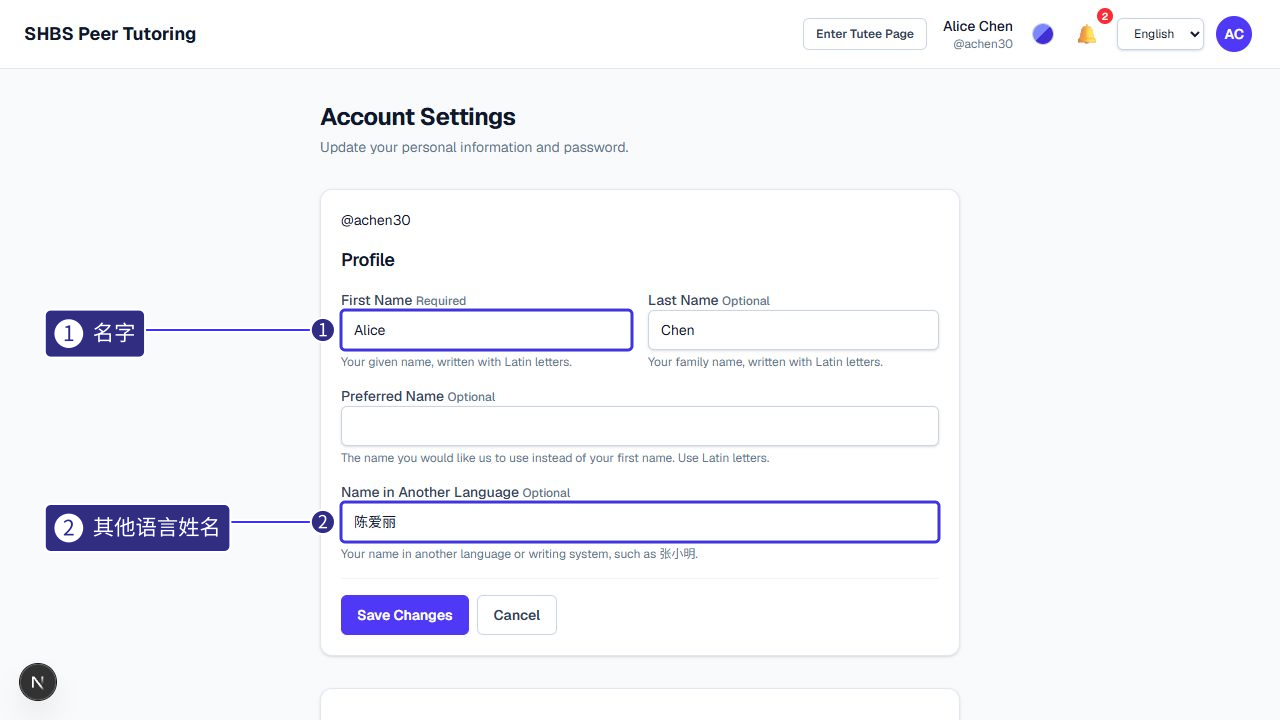 SHBS Peer Tutoring
Enter Tutee Page
Alice Chen
@achen30
2
English
AC
Account Settings
Update your personal information and password.
@achen30
Profile
First Name Required
Last Name Optional
1 名字
1
Alice
Chen
Your given name, written with Latin letters.
Your family name, written with Latin letters.
Preferred Name Optional
The name you would like us to use instead of your first name. Use Latin letters.
Name in Another Language Optional
2 其他语言姓名
2
陈爱丽
Your name in another language or writing system, such as 张小明.
Save Changes
Cancel
N